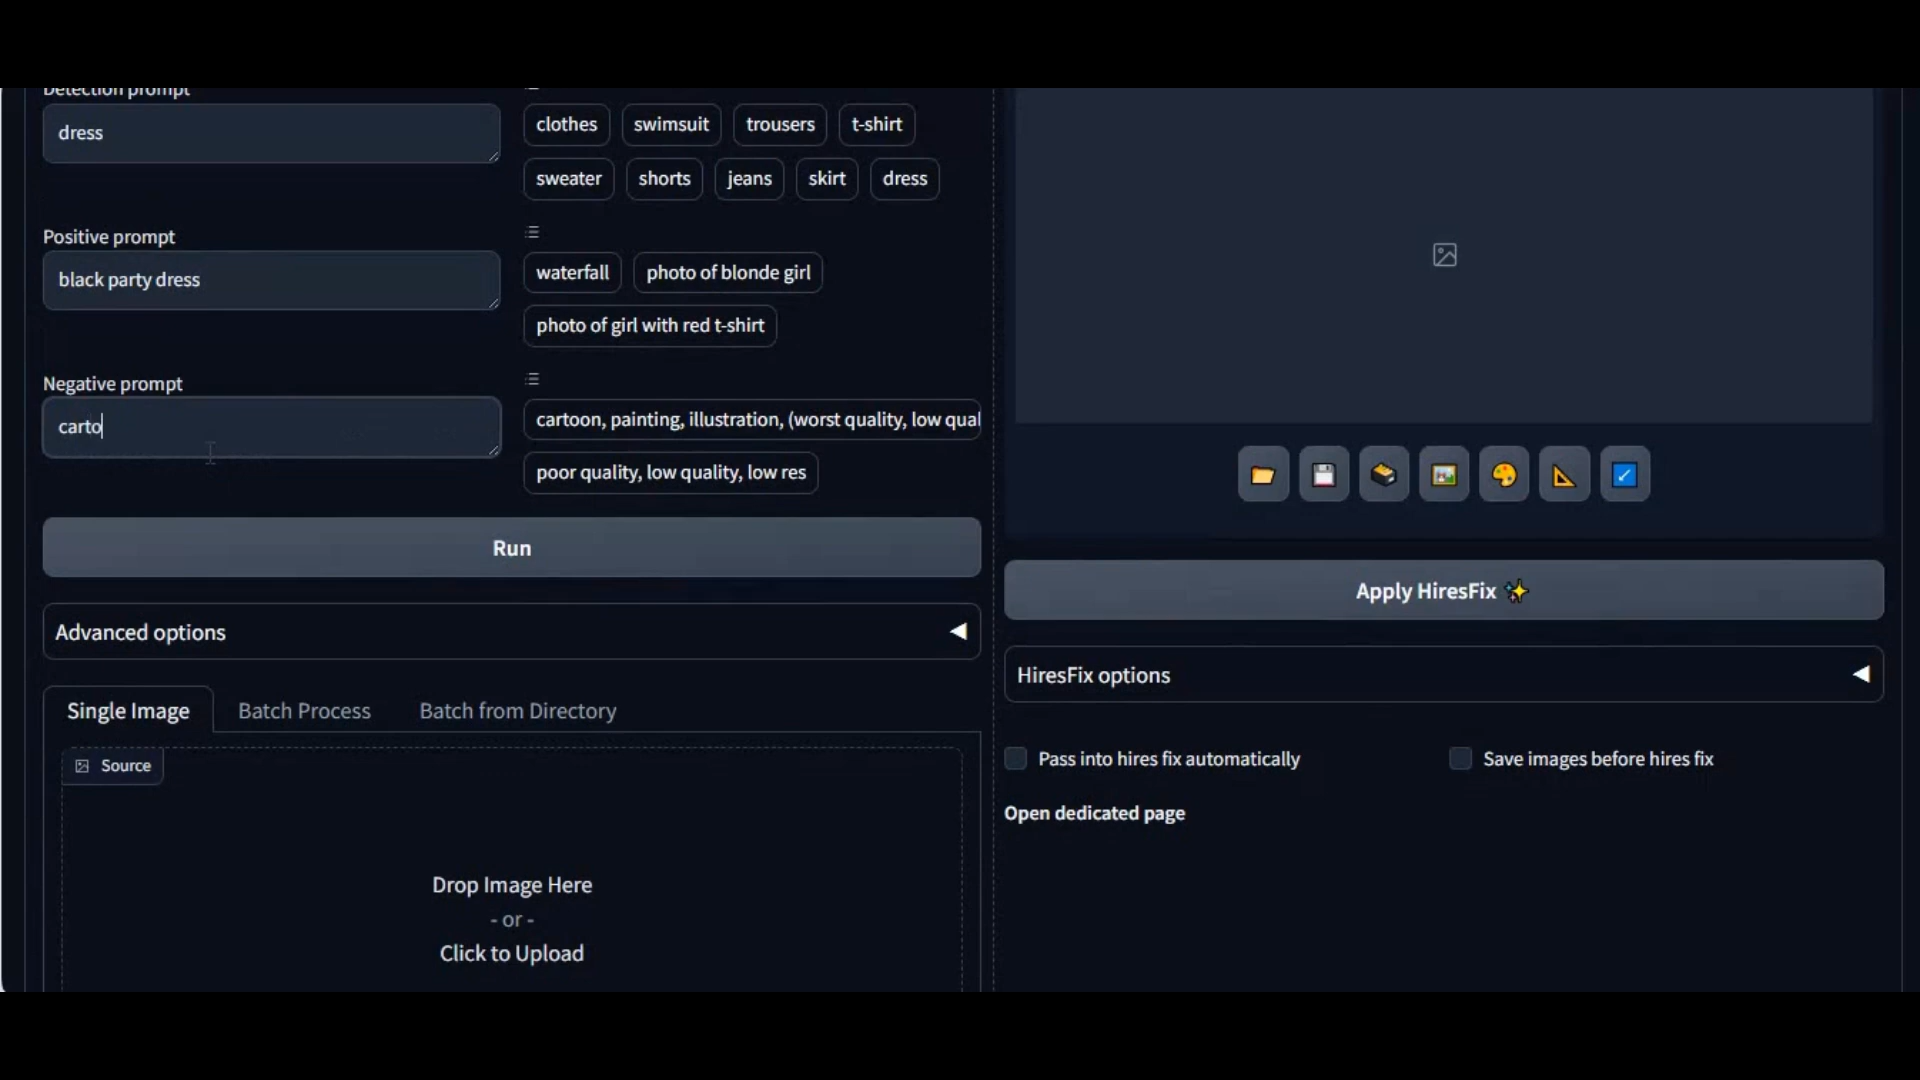 Detection prompt
dress
clothes swimsuit trousers t-shirt
sweater shorts jeans skirt dress
Positive prompt
black party dress
waterfall photo of blonde girl
photo of girl with red t-shirt
Negative prompt
carto
cartoon, painting, illustration, (worst quality, low qual
poor quality, low quality, low res
Run
Advanced options
Single Image Batch Process Batch from Directory
Source
Drop Image Here
- or -
Click to Upload
Apply HiresFix
HiresFix options
Pass into hires fix automatically Save images before hires fix
Open dedicated page